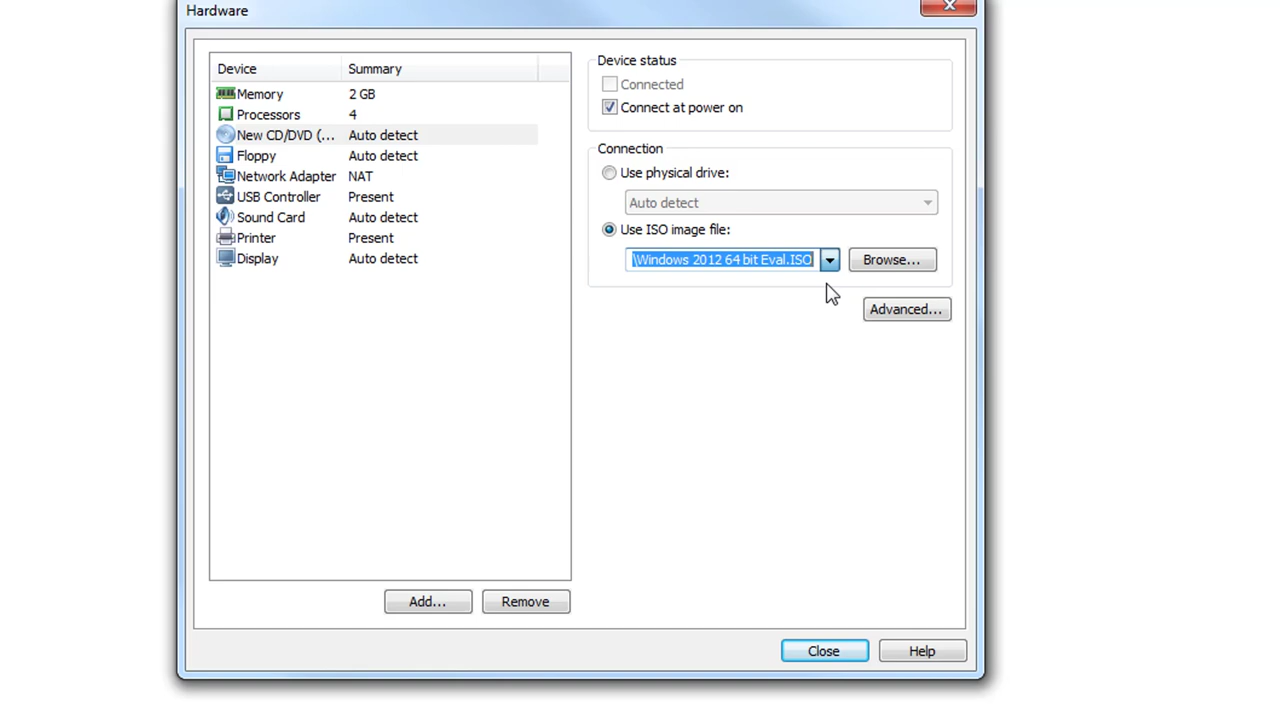 Hardware
Device Summary
Memory 2 GB
Processors 4
New CD/DVD (... Auto detect
Floppy Auto detect
Network Adapter NAT
USB Controller Present
Sound Card Auto detect
Printer Present
Display Auto detect
Add... Remove
Device status
Connected
Connect at power on
Connection
Use physical drive:
Auto detect
Use ISO image file:
\Windows 2012 64 bit Eval.ISO Browse...
Advanced...
Close Help